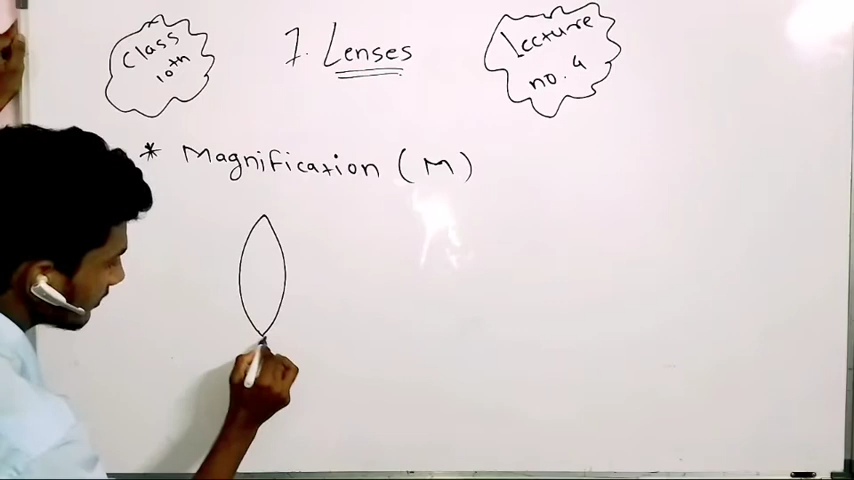 Class
10th
7. Lenses
Lecture
no. 4
* Magnification (M)